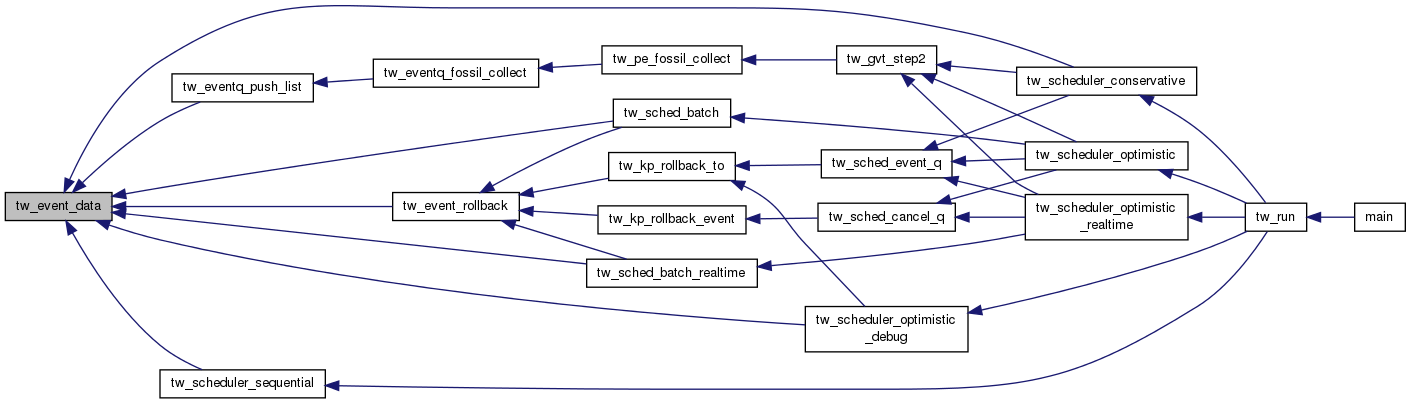 tw_event_data
tw_eventq_push_list
tw_eventq_fossil_collect
tw_pe_fossil_collect
tw_gvt_step2
tw_scheduler_conservative
tw_sched_batch
tw_scheduler_optimistic
tw_kp_rollback_to
tw_sched_event_q
tw_event_rollback
tw_kp_rollback_event
tw_sched_cancel_q
tw_scheduler_optimistic
_realtime
tw_run
main
tw_sched_batch_realtime
tw_scheduler_optimistic
_debug
tw_scheduler_sequential